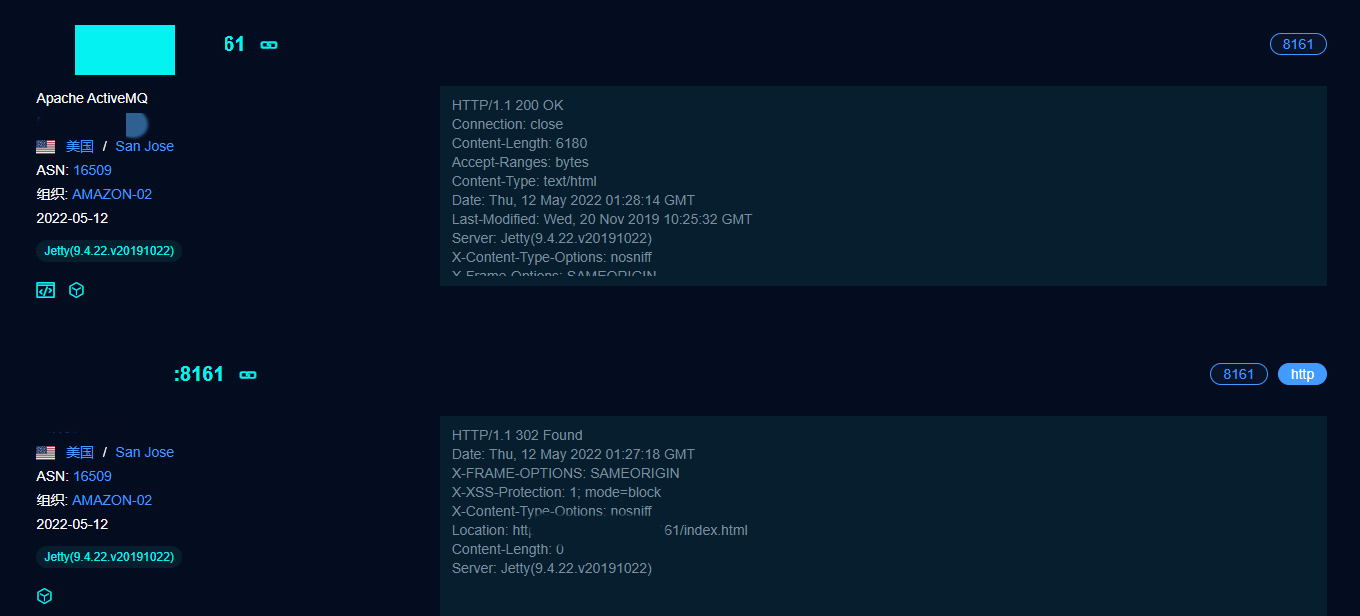 61
8161
Apache ActiveMQ
美国 / San Jose
ASN: 16509
组织: AMAZON-02
2022-05-12
Jetty(9.4.22.v20191022)
HTTP/1.1 200 OK
Connection: close
Content-Length: 6180
Accept-Ranges: bytes
Content-Type: text/html
Date: Thu, 12 May 2022 01:28:14 GMT
Last-Modified: Wed, 20 Nov 2019 10:25:32 GMT
Server: Jetty(9.4.22.v20191022)
X-Content-Type-Options: nosniff
X-Frame-Options: SAMEORIGIN
:8161
8161 http
美国 / San Jose
ASN: 16509
组织: AMAZON-02
2022-05-12
Jetty(9.4.22.v20191022)
HTTP/1.1 302 Found
Date: Thu, 12 May 2022 01:27:18 GMT
X-FRAME-OPTIONS: SAMEORIGIN
X-XSS-Protection: 1; mode=block
X-Content-Type-Options: nosniff
Location: http 61/index.html
Content-Length: 0
Server: Jetty(9.4.22.v20191022)